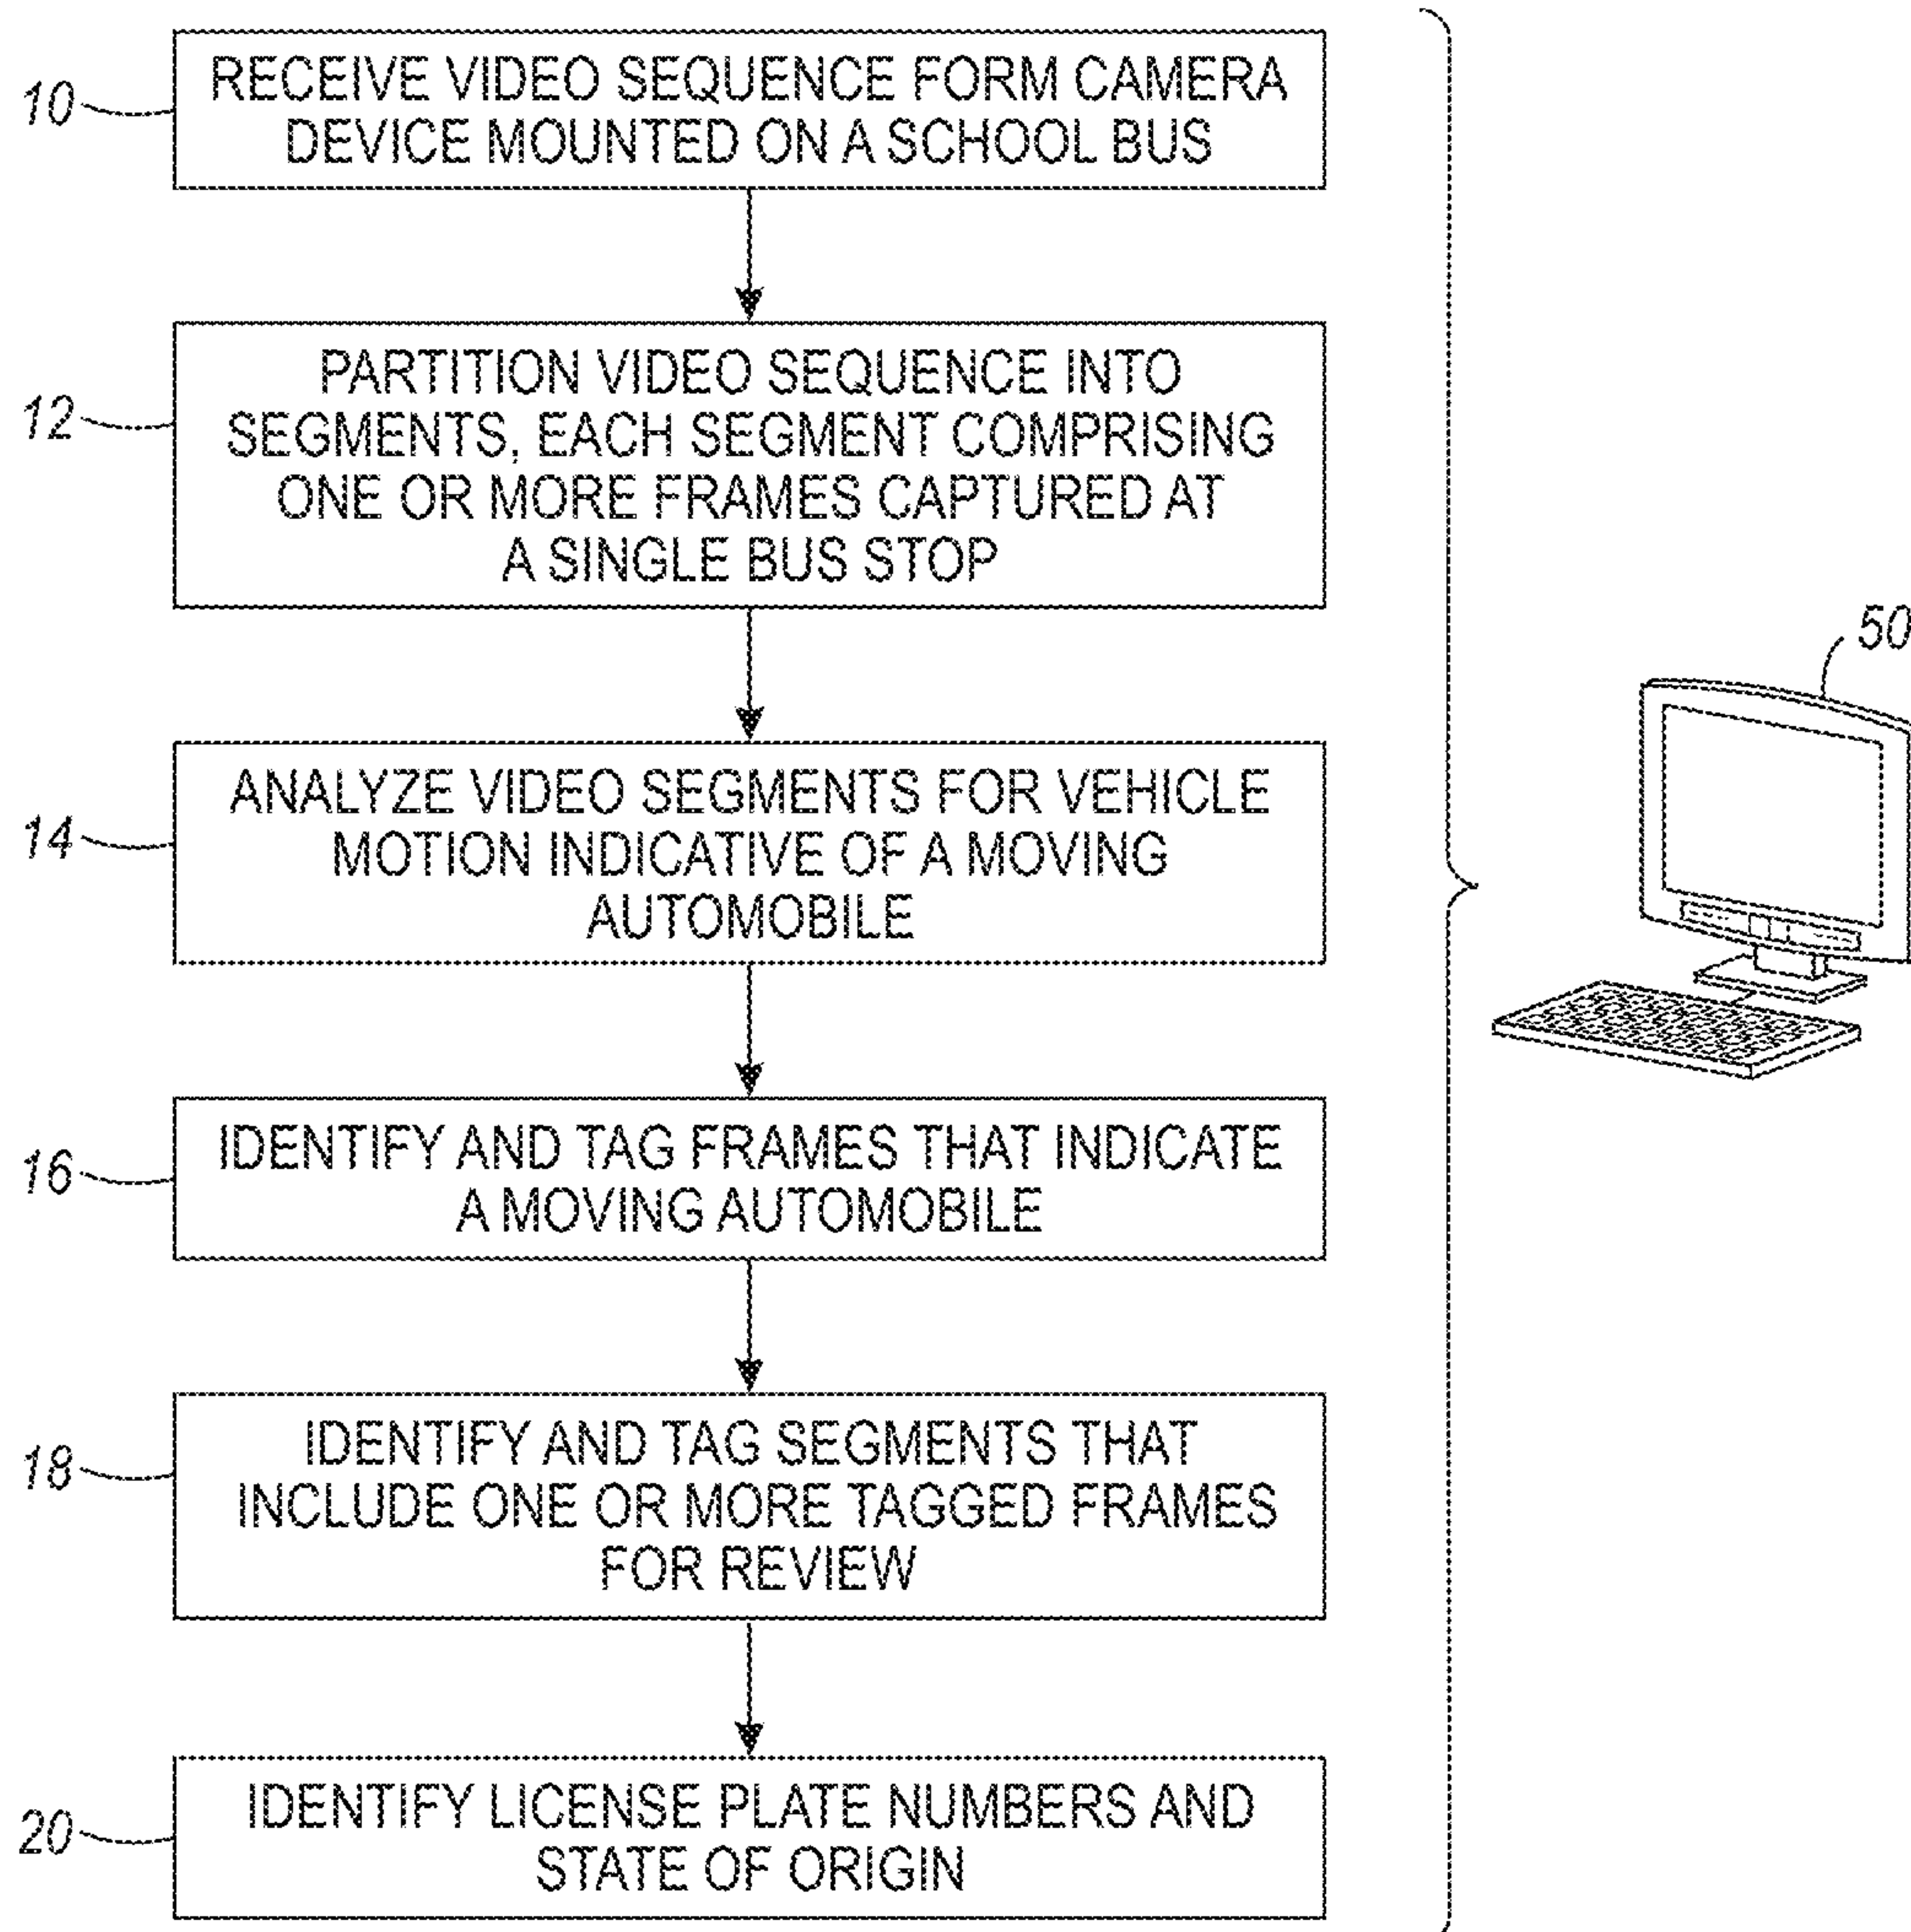 10
RECEIVE VIDEO SEQUENCE FORM CAMERA
DEVICE MOUNTED ON A SCHOOL BUS
12
PARTITION VIDEO SEQUENCE INTO
SEGMENTS, EACH SEGMENT COMPRISING
ONE OR MORE FRAMES CAPTURED AT
A SINGLE BUS STOP
50
14
ANALYZE VIDEO SEGMENTS FOR VEHICLE
MOTION INDICATIVE OF A MOVING
AUTOMOBILE
16
IDENTIFY AND TAG FRAMES THAT INDICATE
A MOVING AUTOMOBILE
18
IDENTIFY AND TAG SEGMENTS THAT
INCLUDE ONE OR MORE TAGGED FRAMES
FOR REVIEW
20
IDENTIFY LICENSE PLATE NUMBERS AND
STATE OF ORIGIN